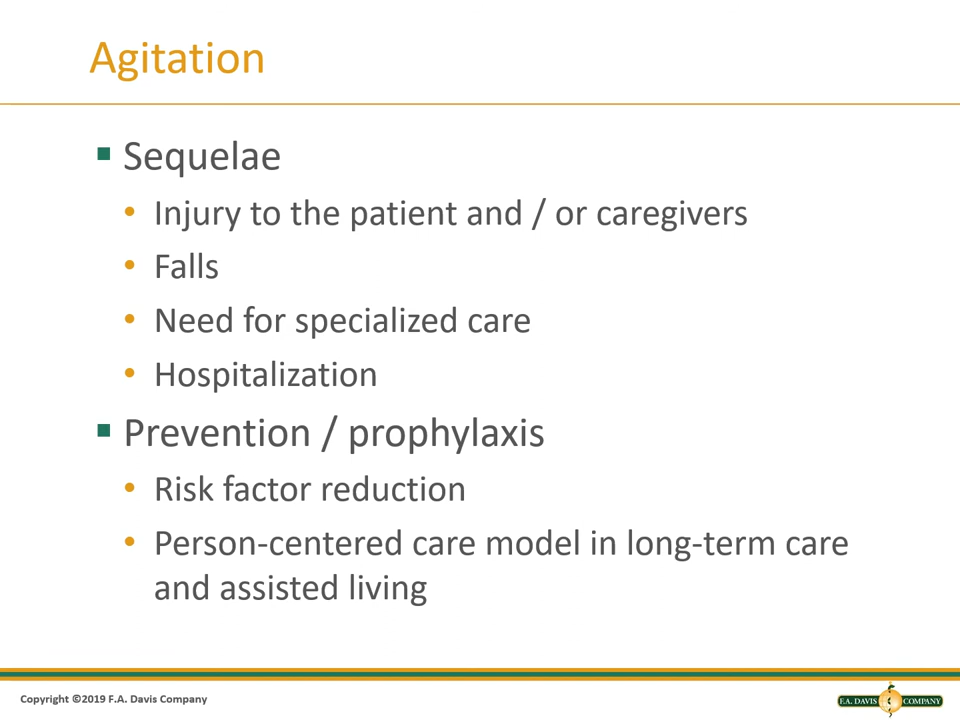 Agitation
▪ Sequelae
• Injury to the patient and / or caregivers
• Falls
• Need for specialized care
• Hospitalization
▪ Prevention / prophylaxis
• Risk factor reduction
• Person-centered care model in long-term care
and assisted living
Copyright ©2019 F.A. Davis Company
F.A. DAVIS COMPANY